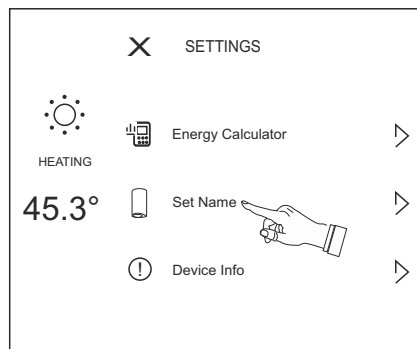 SETTINGS
Energy Calculator
HEATING
45.3°
Set Name
Device Info